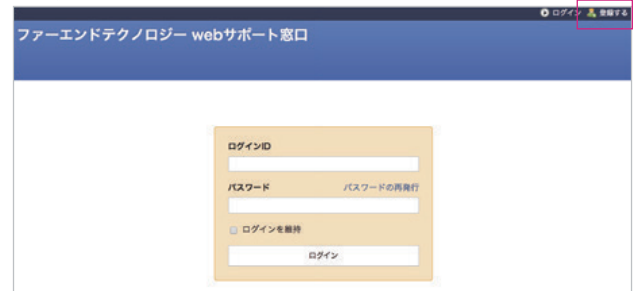 ログイン 登録する
ファーエンドテクノロジー webサポート窓口
ログインID
パスワード パスワードの再発行
ログインを維持
ログイン